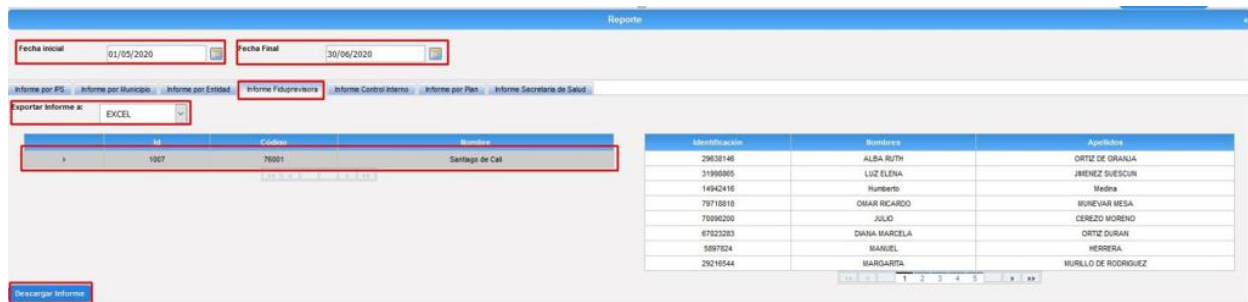 Reporte
Fecha inicial 01/05/2020 Fecha Final 30/06/2020
Informe por IPS Informe por Municipio Informe por Entidad Informe Fiduprevisora Informe Control Interno Informe por Plan Informe Secretaria de Salud
Exportar Informe a: EXCEL
Id Código Nombre
1007 76001 Santiago de Cali
Identificación Nombres Apellidos
29638146 ALBA RUTH ORTIZ DE GRANJA
31998865 LUZ ELENA JIMENEZ SUESCUN
14942416 Humberto Medina
79718818 OMAR RICARDO MUNEVAR MESA
70090200 JULIO CEREZO MORENO
67023283 DIANA MARCELA ORTIZ DURAN
5897824 MANUEL HERRERA
29216544 MARGARITA MURILLO DE RODRIGUEZ
1 2 3 4 5
Descargar Informe